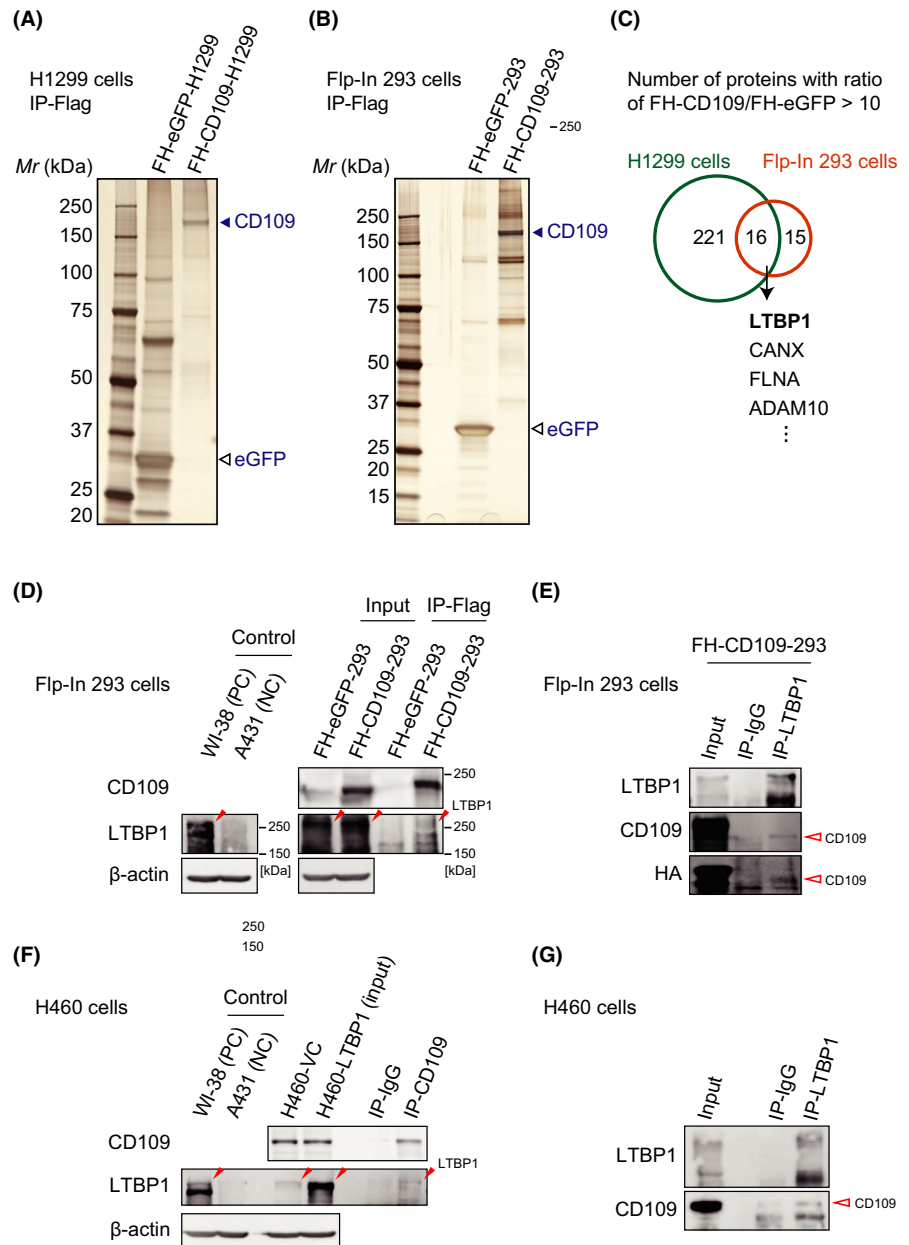 (A)
H1299 cells
IP-Flag
FH-eGFP-H1299
FH-CD109-H1299
Mr (kDa)
250
150
100
75
50
37
25
20
CD109
eGFP
(B)
Flp-In 293 cells
IP-Flag
FH-eGFP-293
FH-CD109-293
–250
Mr (kDa)
250
150
100
75
50
37
25
20
15
CD109
eGFP
(C)
Number of proteins with ratio
of FH-CD109/FH-eGFP > 10
H1299 cells
Flp-In 293 cells
221
16
15
LTBP1
CANX
FLNA
ADAM10
⋮
(D)
Flp-In 293 cells
Control
WI-38 (PC)
A431 (NC)
Input
IP-Flag
FH-eGFP-293
FH-CD109-293
FH-eGFP-293
FH-CD109-293
CD109
250
LTBP1
LTBP1
250
150
[kDa]
250
150
[kDa]
β-actin
250
150
(E)
Flp-In 293 cells
FH-CD109-293
Input
IP-IgG
IP-LTBP1
LTBP1
CD109
CD109
HA
CD109
(F)
H460 cells
Control
WI-38 (PC)
A431 (NC)
H460-VC
H460-LTBP1 (input)
IP-IgG
IP-CD109
CD109
LTBP1
LTBP1
β-actin
(G)
H460 cells
Input
IP-IgG
IP-LTBP1
LTBP1
CD109
CD109